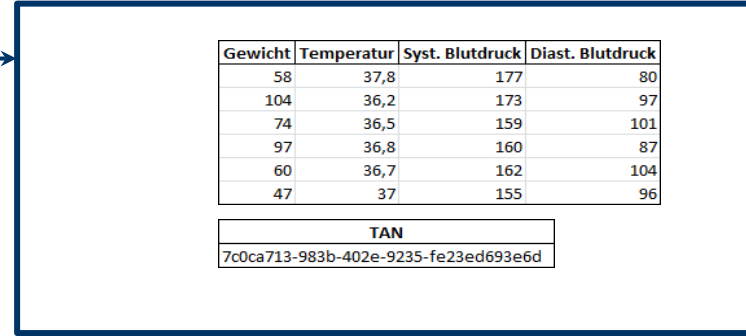 Gewicht Temperatur Syst. Blutdruck Diast. Blutdruck
58 37,8 177 80
104 36,2 173 97
74 36,5 159 101
97 36,8 160 87
60 36,7 162 104
47 37 155 96
TAN
7c0ca713-983b-402e-9235-fe23ed693e6d